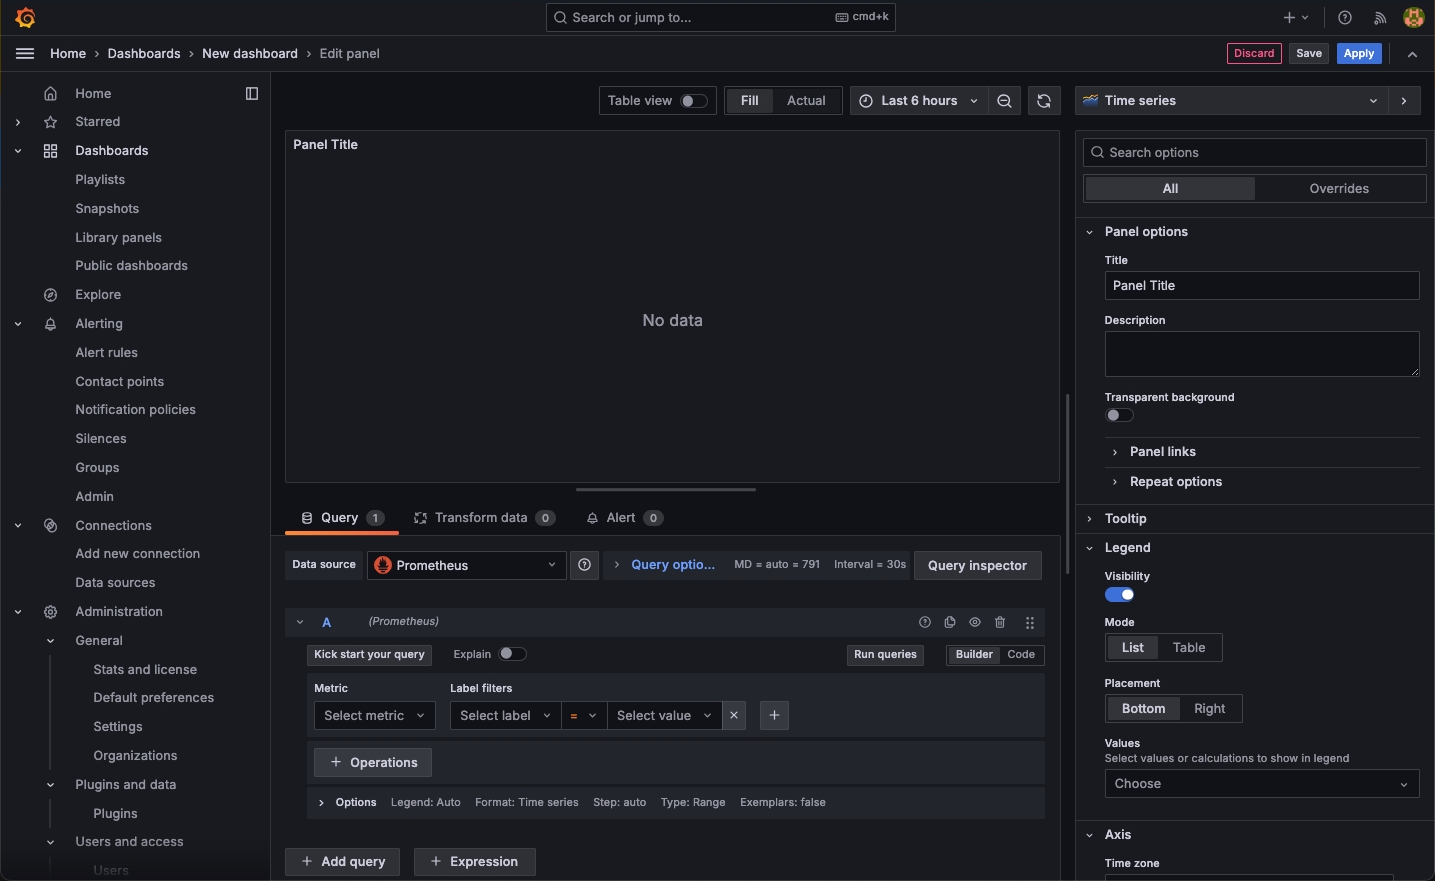 Search or jump to...
cmd+k
Home
Dashboards
New dashboard
Edit panel
Discard
Save
Apply
Home
Starred
Dashboards
Playlists
Snapshots
Library panels
Public dashboards
Explore
Alerting
Alert rules
Contact points
Notification policies
Silences
Groups
Admin
Connections
Add new connection
Data sources
Administration
General
Stats and license
Default preferences
Settings
Organizations
Plugins and data
Plugins
Users and access
Users
Table view
Fill
Actual
Last 6 hours
Panel Title
No data
Query 1
Transform data 0
Alert 0
Data source
Prometheus
Query optio...
MD = auto = 791
Interval = 30s
Query inspector
A
(Prometheus)
Kick start your query
Explain
Run queries
Builder
Code
Metric
Label filters
Select metric
Select label
=
Select value
Operations
Options
Legend: Auto
Format: Time series
Step: auto
Type: Range
Exemplars: false
+ Add query
+ Expression
Time series
Search options
All
Overrides
Panel options
Title
Panel Title
Description
Transparent background
Panel links
Repeat options
Tooltip
Legend
Visibility
Mode
List
Table
Placement
Bottom
Right
Values
Select values or calculations to show in legend
Choose
Axis
Time zone